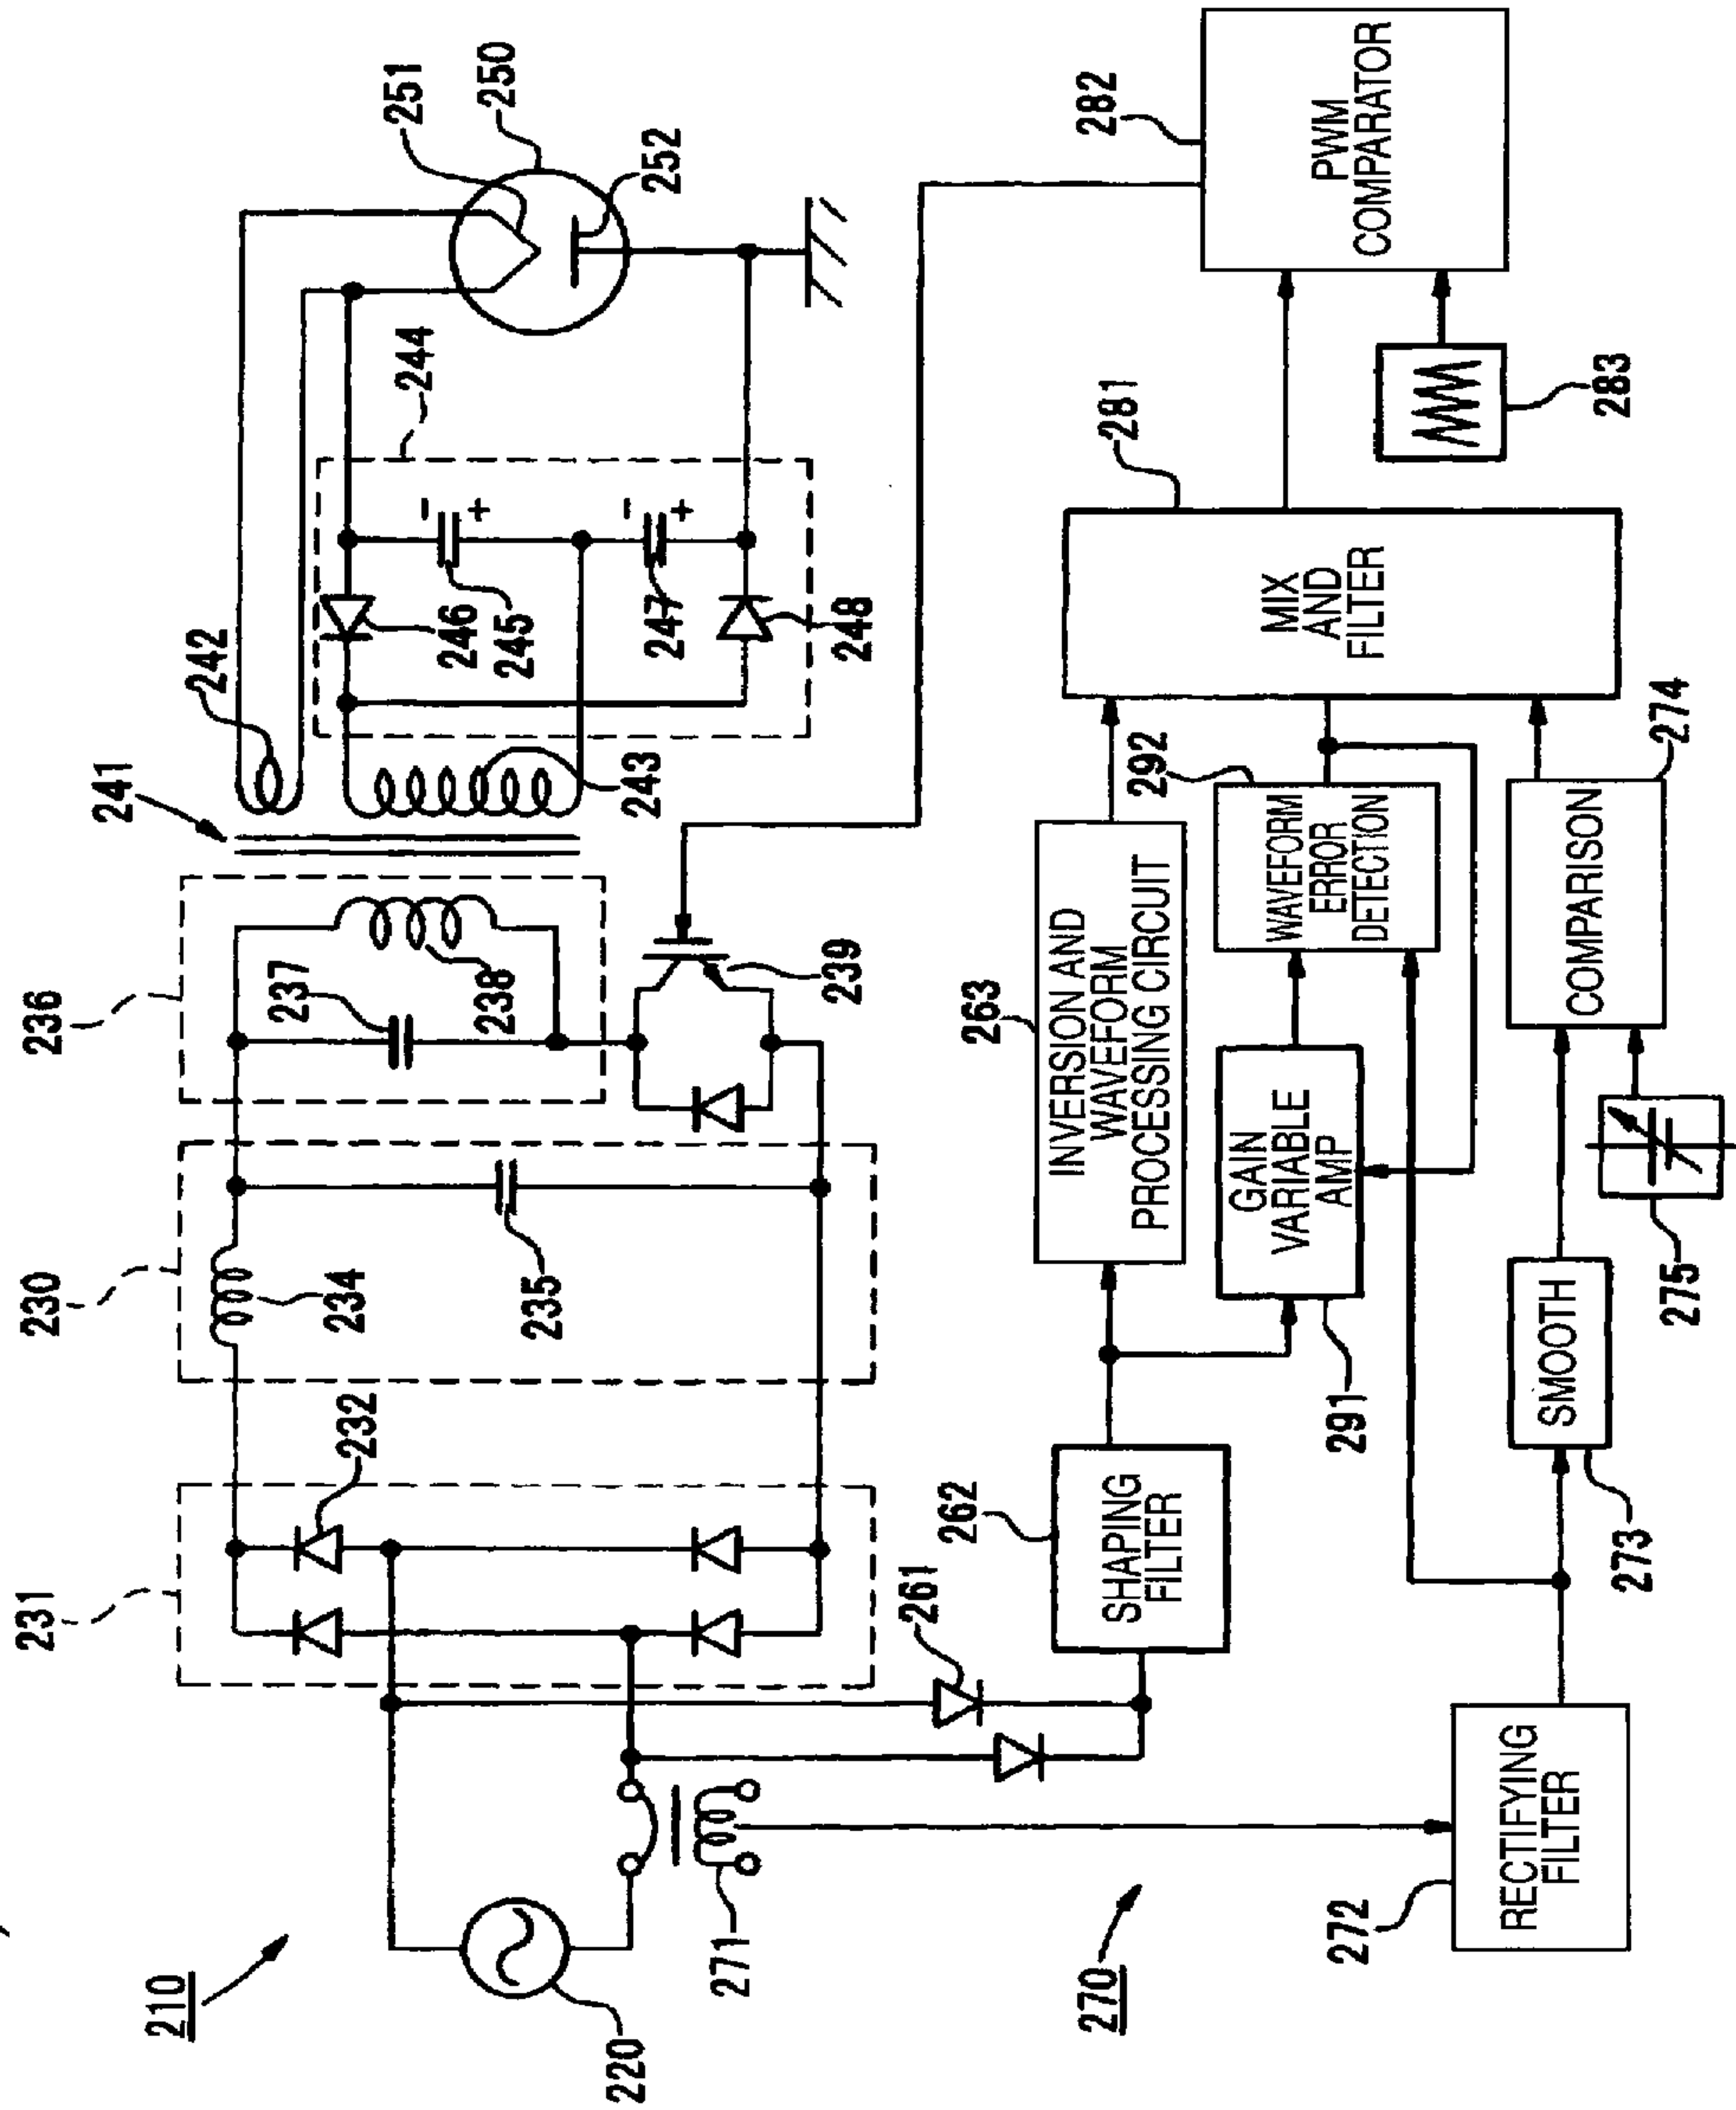 210
220
231
232
230
234
235
236
237
238
239
241
242
243
244
-
+
245
246
-
+
247
248
250
251
252
261
271
270
272
RECTIFYING
FILTER
262
SHAPING
FILTER
263
INVERSION AND
WAVEFORM
PROCESSING CIRCUIT
291
GAIN
VARIABLE
AMP
292
WAVEFORM
ERROR
DETECTION
273
SMOOTH
275
COMPARISON
274
MIX
AND
FILTER
281
283
PWM
COMPARATOR
282